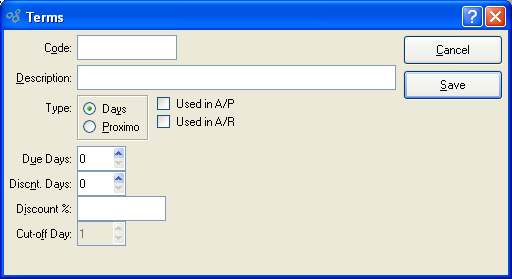 Terms
Code:
Cancel
Description:
Save
Type:
Days
Used in A/P
Proximo
Used in A/R
Due Days: 0
Discnt. Days: 0
Discount %:
Cut-off Day: 1